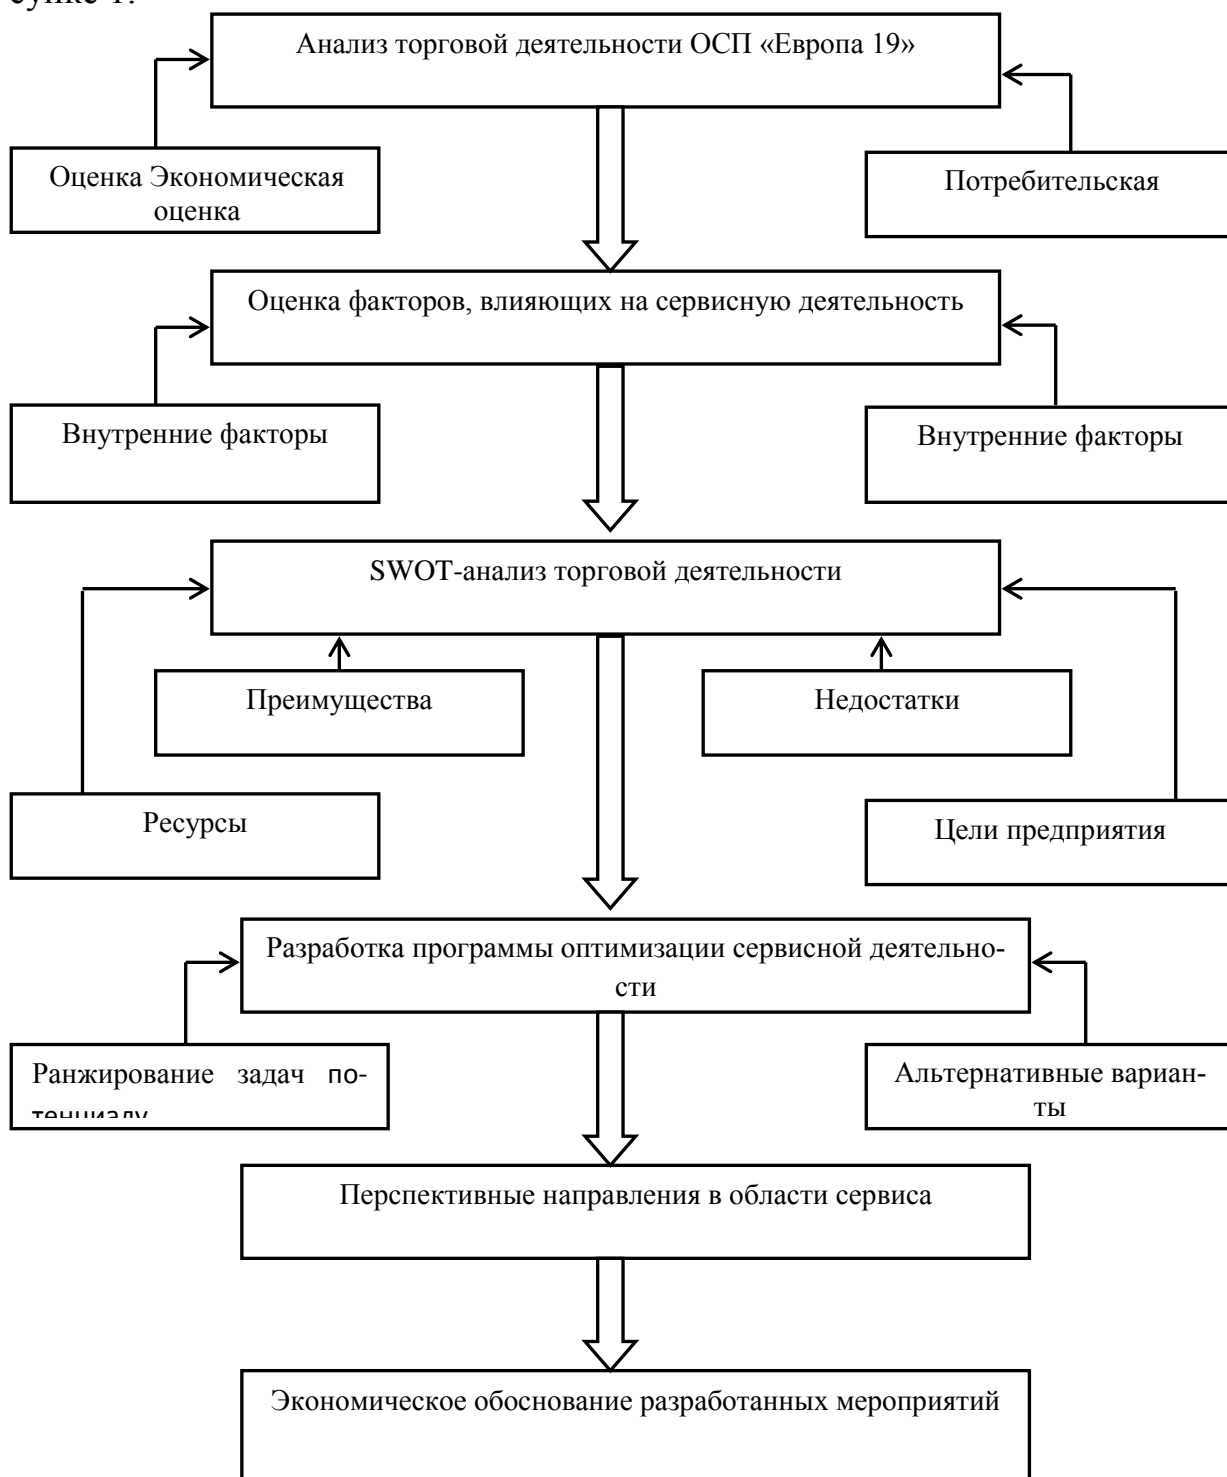 Анализ торговой деятельности ОСП «Европа 19»
Оценка Экономическая
оценка
Потребительская
Оценка факторов, влияющих на сервисную деятельность
Внутренние факторы
Внутренние факторы
SWOT-анализ торговой деятельности
Преимущества
Недостатки
Ресурсы
Цели предприятия
Разработка программы оптимизации сервисной деятельно-
сти
Ранжирование задач по-
тенциалу
Альтернативные вариан-
ты
Перспективные направления в области сервиса
Экономическое обоснование разработанных мероприятий